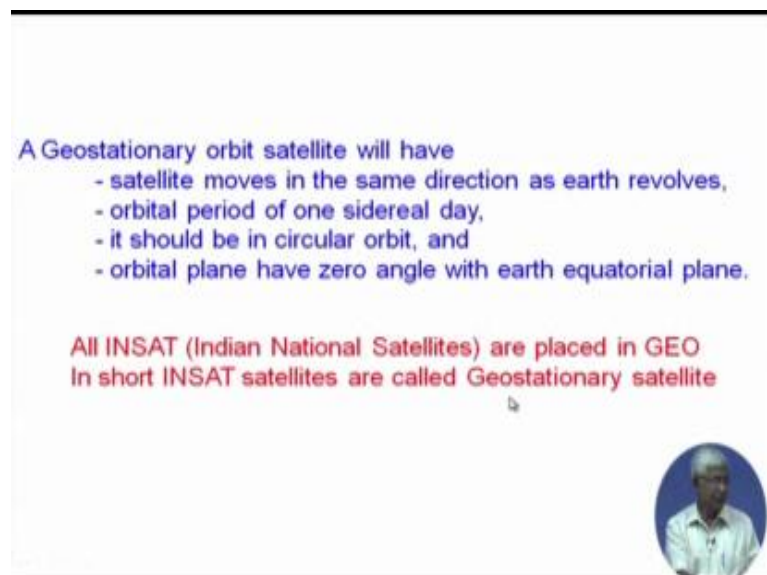 A Geostationary orbit satellite will have
- satellite moves in the same direction as earth revolves,
- orbital period of one sidereal day,
- it should be in circular orbit, and
- orbital plane have zero angle with earth equatorial plane.
All INSAT (Indian National Satellites) are placed in GEO
In short INSAT satellites are called Geostationary satellite